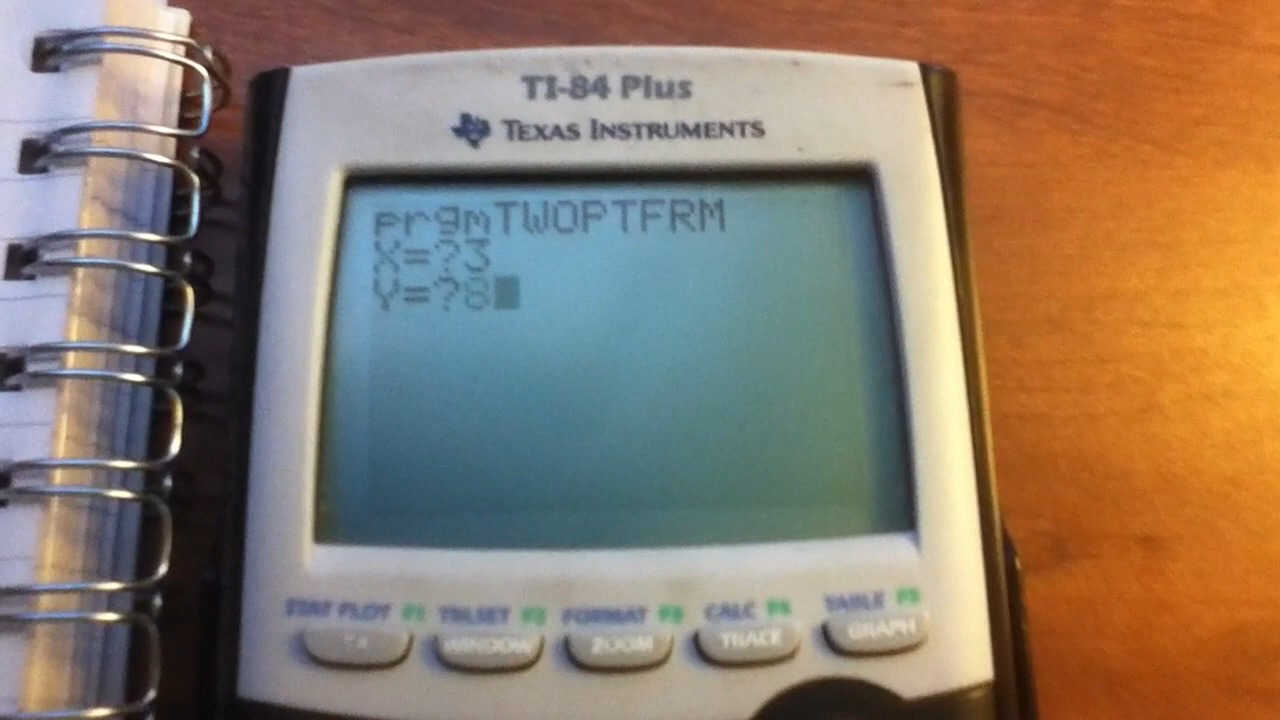 TI-84 Plus
TEXAS INSTRUMENTS
prgmTWOPTFRM
X=?3
Y=?8
STAT PLOT F1 TBLSET F2 FORMAT F3 CALC F4 TABLE F5
Y= WINDOW ZOOM TRACE GRAPH